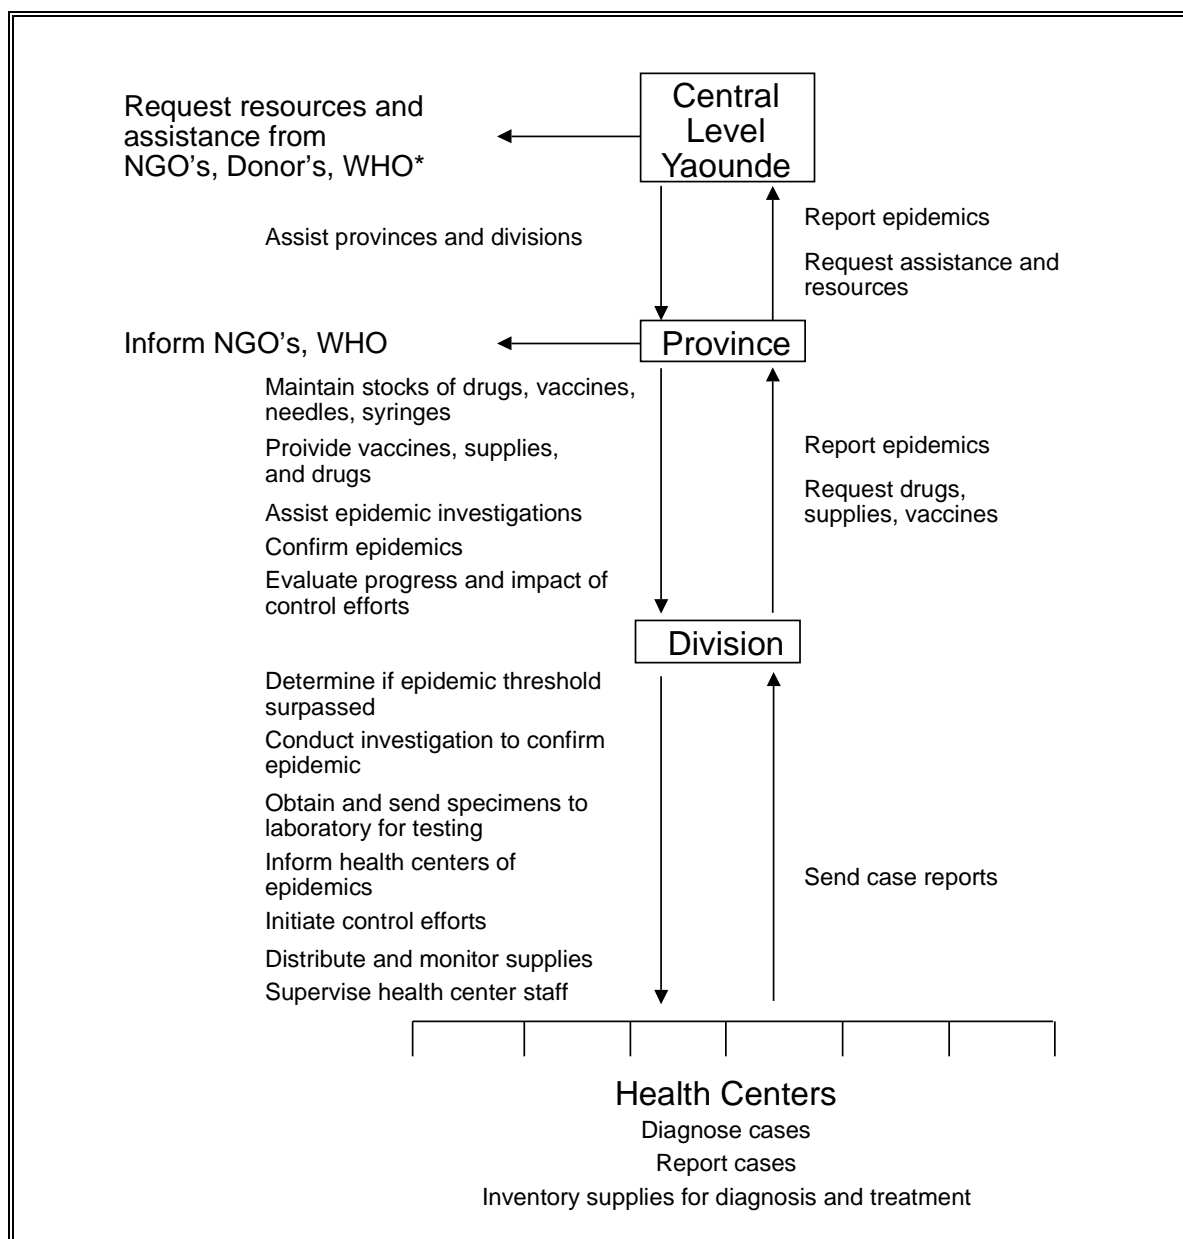 Request resources and
assistance from
NGO's, Donor's, WHO*
Central
Level
Yaounde
Assist provinces and divisions
Report epidemics
Request assistance and
resources
Inform NGO's, WHO
Province
Maintain stocks of drugs, vaccines,
needles, syringes
Proivide vaccines, supplies,
and drugs
Assist epidemic investigations
Confirm epidemics
Evaluate progress and impact of
control efforts
Report epidemics
Request drugs,
supplies, vaccines
Division
Determine if epidemic threshold
surpassed
Conduct investigation to confirm
epidemic
Obtain and send specimens to
laboratory for testing
Inform health centers of
epidemics
Initiate control efforts
Distribute and monitor supplies
Supervise health center staff
Send case reports
Health Centers
Diagnose cases
Report cases
Inventory supplies for diagnosis and treatment